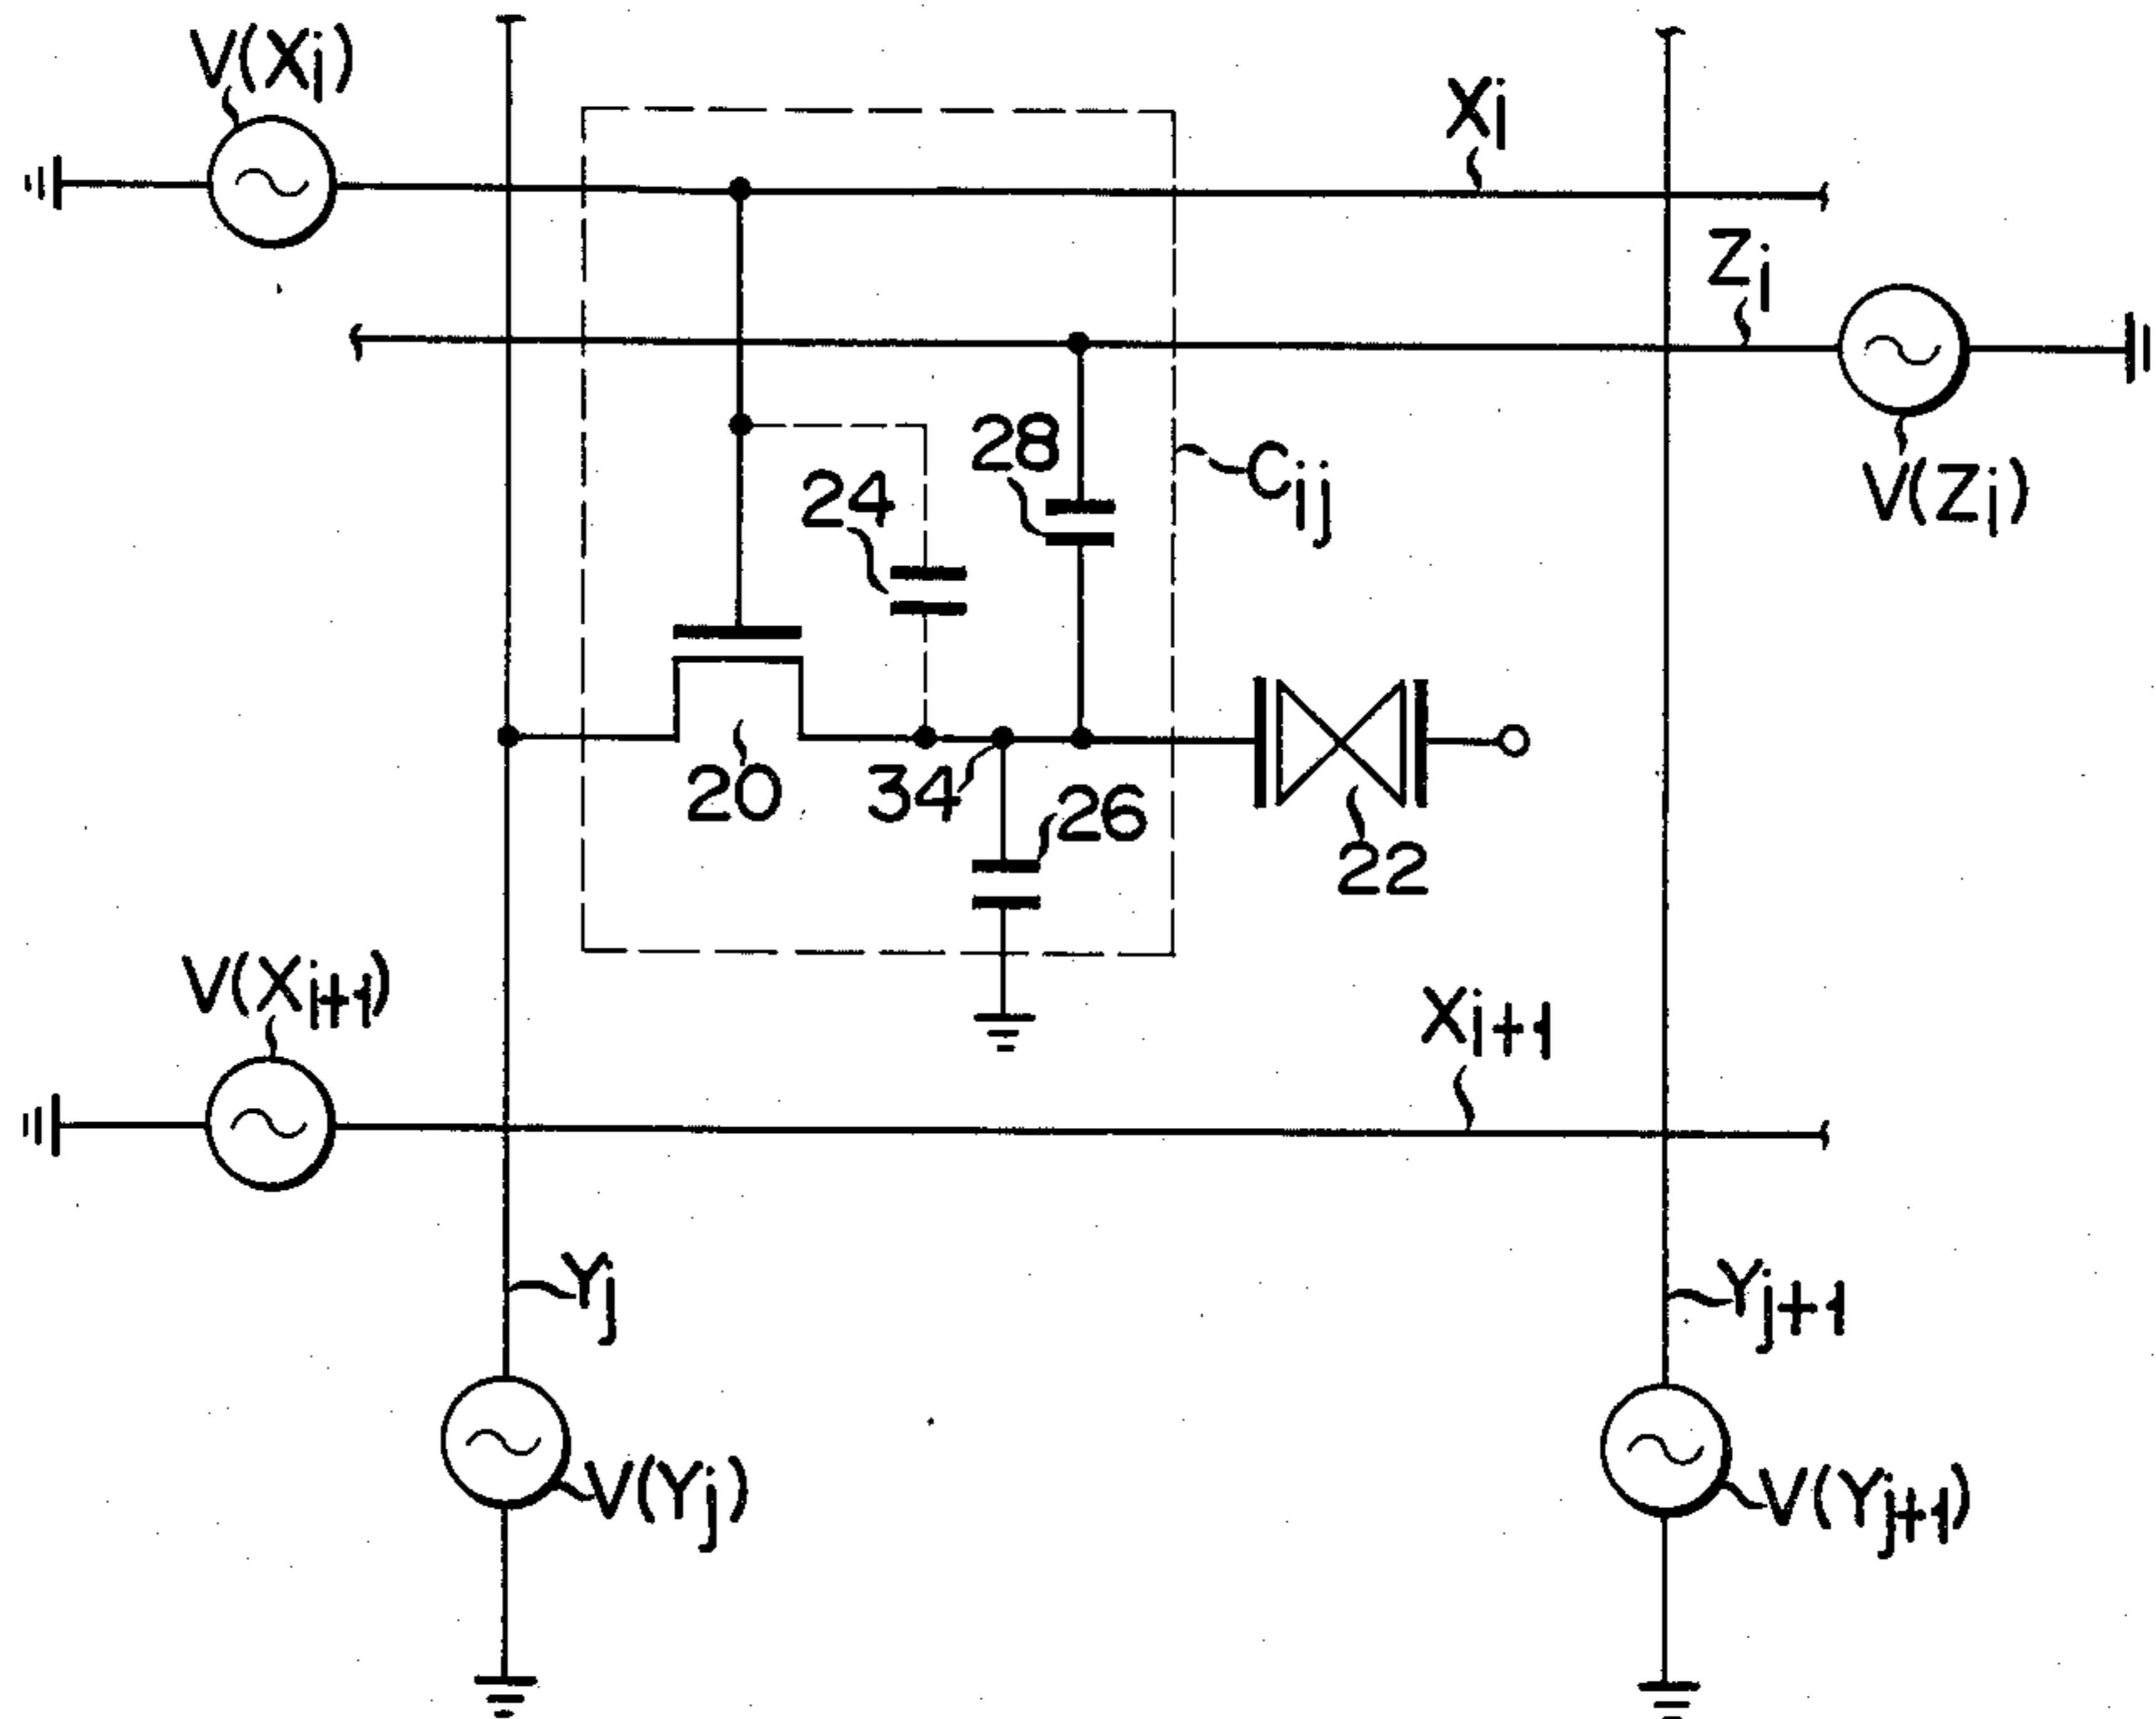 V(Xi)
Xi
Zi
28
Cij
24
V(Zi)
20
34
26
22
V(Xi+1)
Xi+1
Yj
Yj+1
V(Yj)
V(Yj+1)